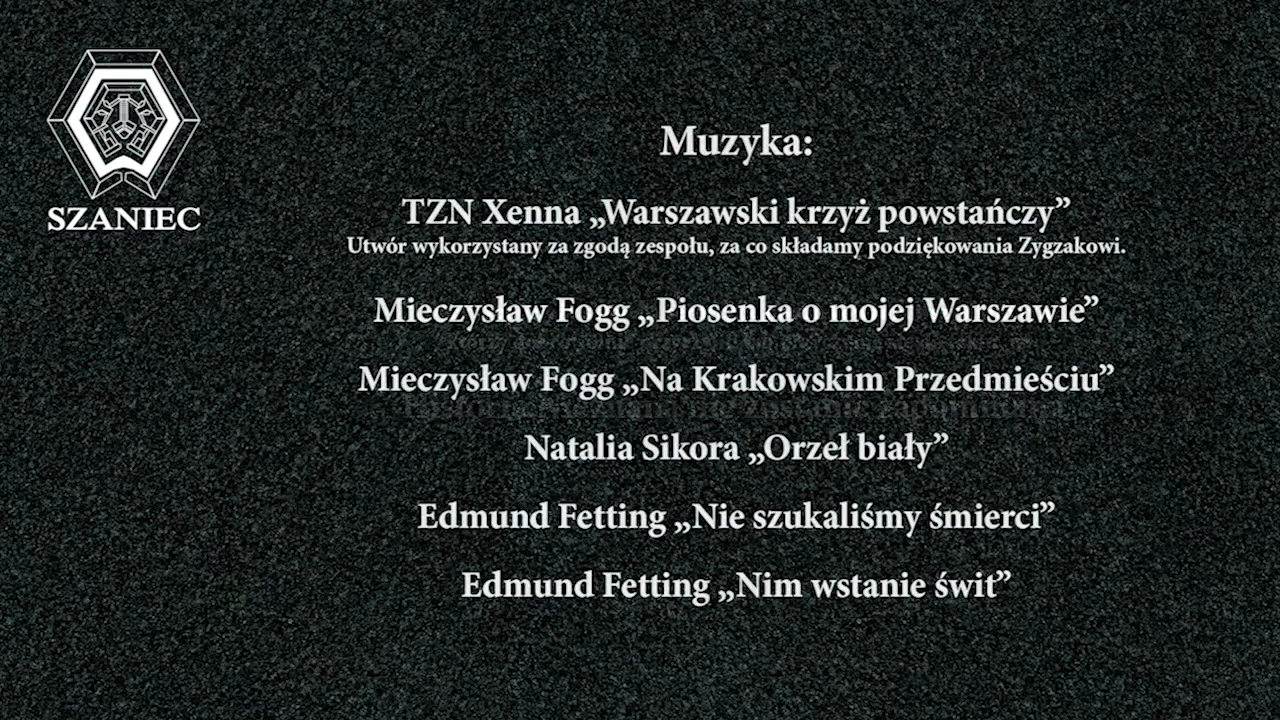 SZANIEC
Muzyka:
TZN Xenna „Warszawski krzyż powstańczy”
Utwór wykorzystany za zgodą zespołu, za co składamy podziękowania Zygzakowi.
Mieczysław Fogg „Piosenka o mojej Warszawie”
Mieczysław Fogg „Na Krakowskim Przedmieściu”
Natalia Sikora „Orzeł biały”
Edmund Fetting „Nie szukaliśmy śmierci”
Edmund Fetting „Nim wstanie świt”